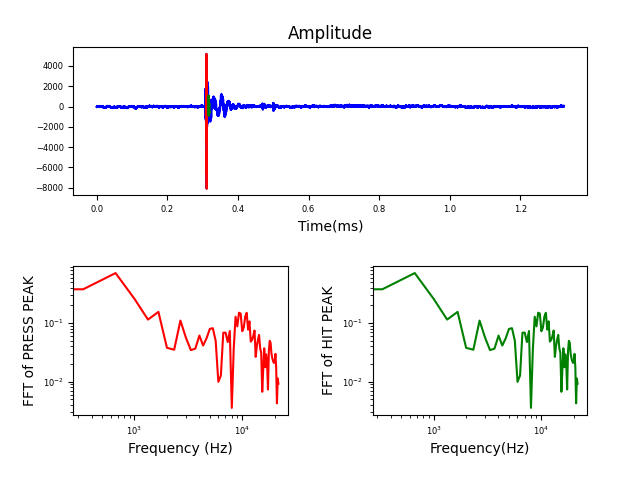 Amplitude
4000
2000
0
−2000
−4000
−6000
−8000
0.0 0.2 0.4 0.6 0.8 1.0 1.2
Time(ms)
FFT of PRESS PEAK
10⁻¹
10⁻²
10³ 10⁴
Frequency (Hz)
FFT of HIT PEAK
10⁻¹
10⁻²
10³ 10⁴
Frequency(Hz)